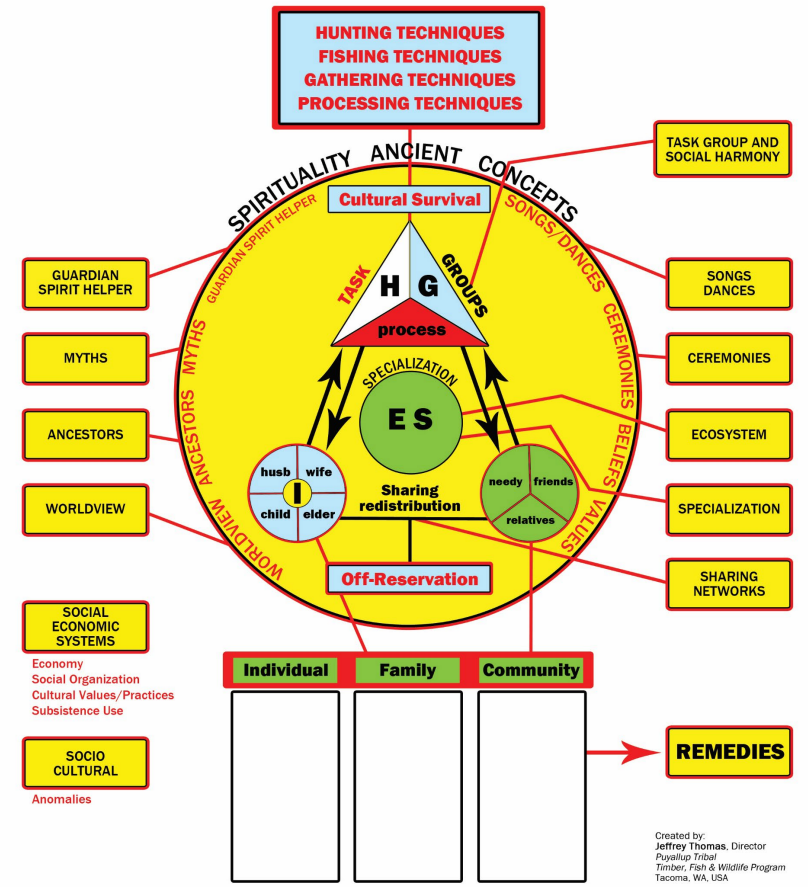 HUNTING TECHNIQUES
FISHING TECHNIQUES
GATHERING TECHNIQUES
PROCESSING TECHNIQUES
TASK GROUP AND
SOCIAL HARMONY
SPIRITUALITY ANCIENT CONCEPTS
GUARDIAN SPIRIT HELPER
Cultural Survival
SONGS/DANCES CEREMONIES BELIEFS VALUES
WORLDVIEW ANCESTORS MYTHS
TASK
GROUPS
H G
process
SPECIALIZATION
E S
husb wife
I
child elder
Sharing
redistribution
needy friends
relatives
Off-Reservation
GUARDIAN
SPIRIT HELPER
MYTHS
ANCESTORS
WORLDVIEW
SONGS
DANCES
CEREMONIES
ECOSYSTEM
SPECIALIZATION
SHARING
NETWORKS
SOCIAL
ECONOMIC
SYSTEMS
Economy
Social Organization
Cultural Values/Practices
Subsistence Use
SOCIO
CULTURAL
Anomalies
Individual
Family
Community
REMEDIES
Created by:
Jeffrey Thomas, Director
Puyallup Tribal
Timber, Fish & Wildlife Program
Tacoma, WA, USA